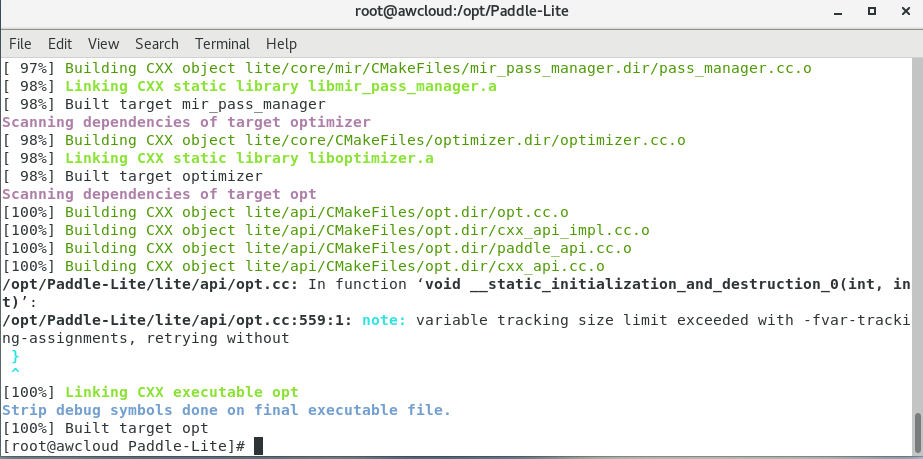 root@awcloud:/opt/Paddle-Lite
File Edit View Search Terminal Help
[ 97%] Building CXX object lite/core/mir/CMakeFiles/mir_pass_manager.dir/pass_manager.cc.o
[ 98%] Linking CXX static library libmir_pass_manager.a
[ 98%] Built target mir_pass_manager
Scanning dependencies of target optimizer
[ 98%] Building CXX object lite/core/CMakeFiles/optimizer.dir/optimizer.cc.o
[ 98%] Linking CXX static library liboptimizer.a
[ 98%] Built target optimizer
Scanning dependencies of target opt
[100%] Building CXX object lite/api/CMakeFiles/opt.dir/opt.cc.o
[100%] Building CXX object lite/api/CMakeFiles/opt.dir/cxx_api_impl.cc.o
[100%] Building CXX object lite/api/CMakeFiles/opt.dir/paddle_api.cc.o
[100%] Building CXX object lite/api/CMakeFiles/opt.dir/cxx_api.cc.o
/opt/Paddle-Lite/lite/api/opt.cc: In function ‘void __static_initialization_and_destruction_0(int, in
t)’:
/opt/Paddle-Lite/lite/api/opt.cc:559:1: note: variable tracking size limit exceeded with -fvar-tracki
ng-assignments, retrying without
 }
 ^
[100%] Linking CXX executable opt
Strip debug symbols done on final executable file.
[100%] Built target opt
[root@awcloud Paddle-Lite]#